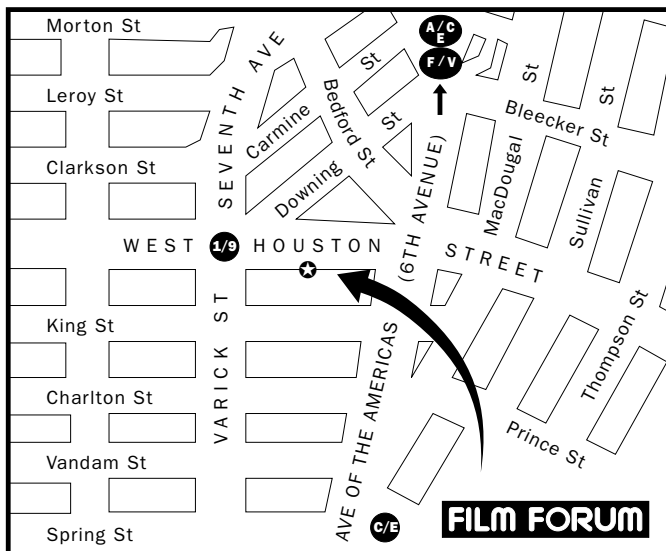 Morton St
Leroy St
Clarkson St
SEVENTH AVE
Carmine St
Bedford St
Downing St
A/C
E
F/V
Bleecker St
MacDougal St
Sullivan St
Thompson St
WEST 1/9 HOUSTON STREET
(6TH AVENUE)
AVE OF THE AMERICAS
VARICK ST
King St
Charlton St
Vandam St
Spring St
Prince St
C/E
FILM FORUM